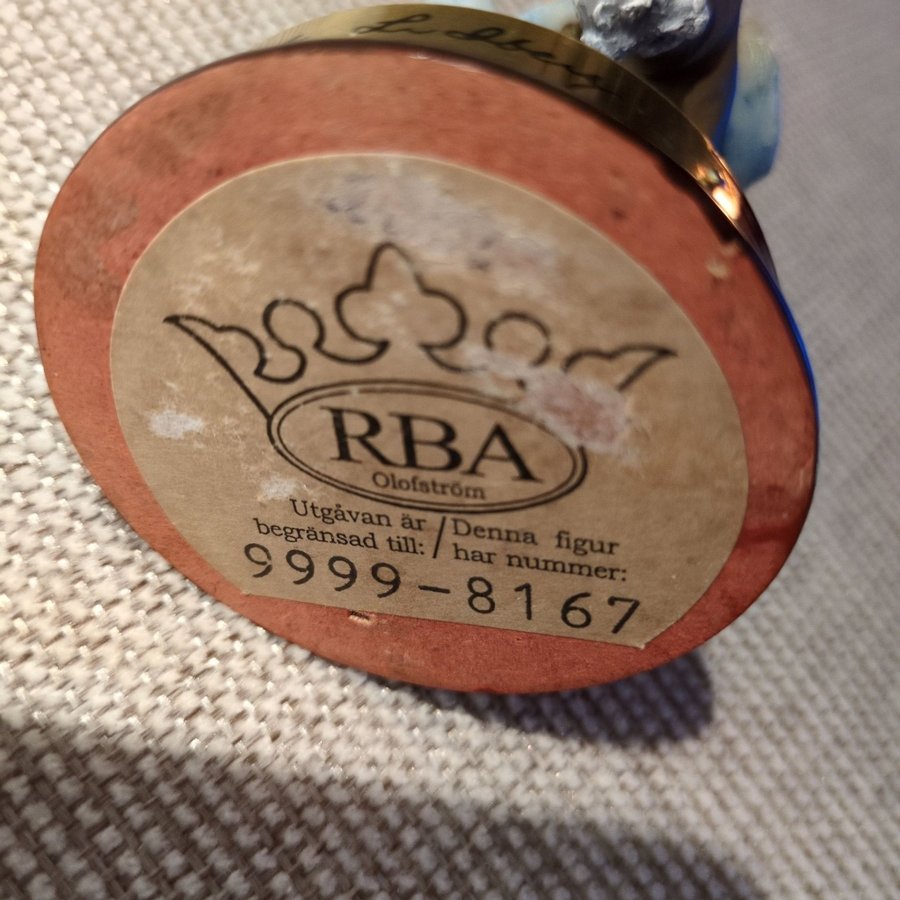 RBA
Olofström
Utgåvan är / Denna figur
begränsad till: / har nummer:
9999-8167